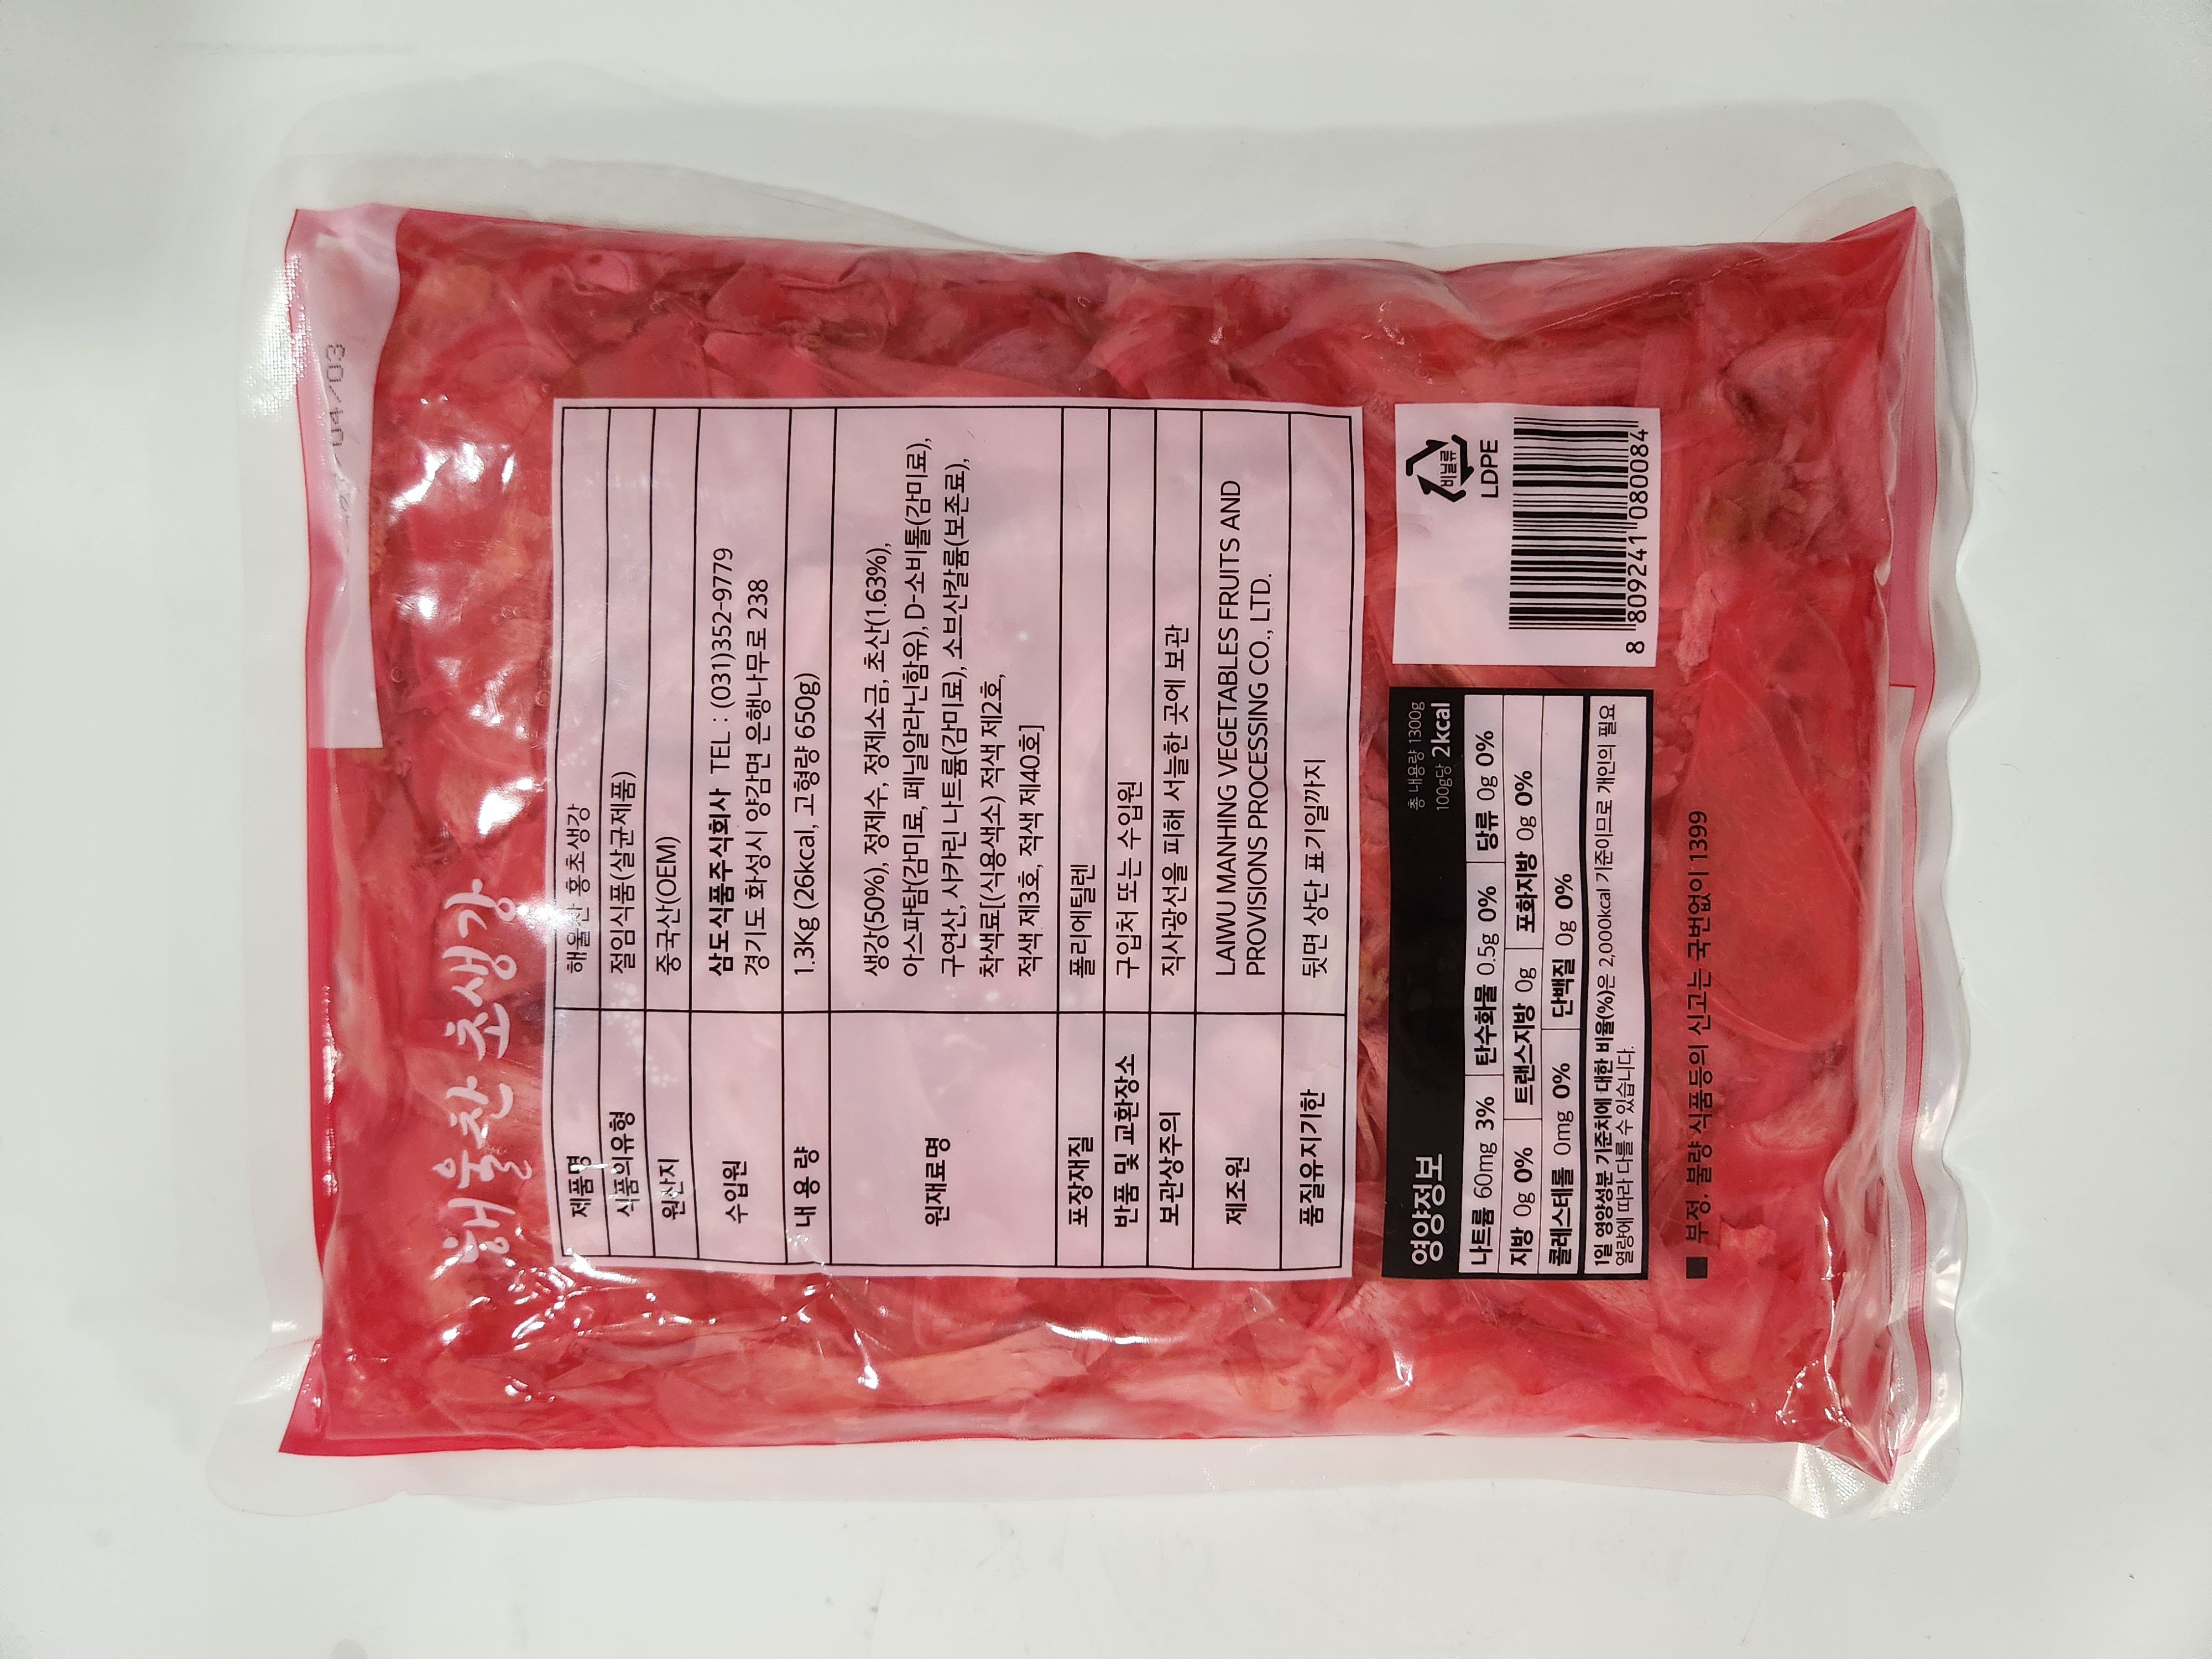 04/03
해울찬 초생강
제품명 해울찬 홍초생강
식품의유형 절임식품(살균제품)
원산지 중국산(OEM)
수입원 삼도식품주식회사 TEL : (031)352-9779
경기도 화성시 양감면 은행나무로 238
내 용 량 1.3Kg (26kcal, 고형량 650g)
원재료명 생강(50%), 정제수, 정제소금, 초산(1.63%),
아스파탐(감미료, 페닐알라닌함유), D-소비톨(감미료),
구연산, 사카린 나트륨(감미료), 소브산칼륨(보존료),
착색료[(식용색소) 적색 제2호,
적색 제3호, 적색 제40호]
포장재질 폴리에틸렌
반품 및 교환장소 구입처 또는 수입원
보관상주의 직사광선을 피해 서늘한 곳에 보관
제조원 LAIWU MANHING VEGETABLES FRUITS AND
PROVISIONS PROCESSING CO., LTD.
품질유지기한 뒷면 상단 표기일까지
영양정보 총 내용량 1300g
100g당 2kcal
나트륨 60mg 3% 탄수화물 0.5g 0% 당류 0g 0%
지방 0g 0% 트랜스지방 0g 포화지방 0g 0%
콜레스테롤 0mg 0% 단백질 0g 0%
1일 영양성분 기준치에 대한 비율(%)은 2,000kcal 기준이므로 개인의 필요
열량에 따라 다를 수 있습니다.
비닐류
LDPE
8 809241 080084
■ 부정. 불량 식품등의 신고는 국번없이 1399